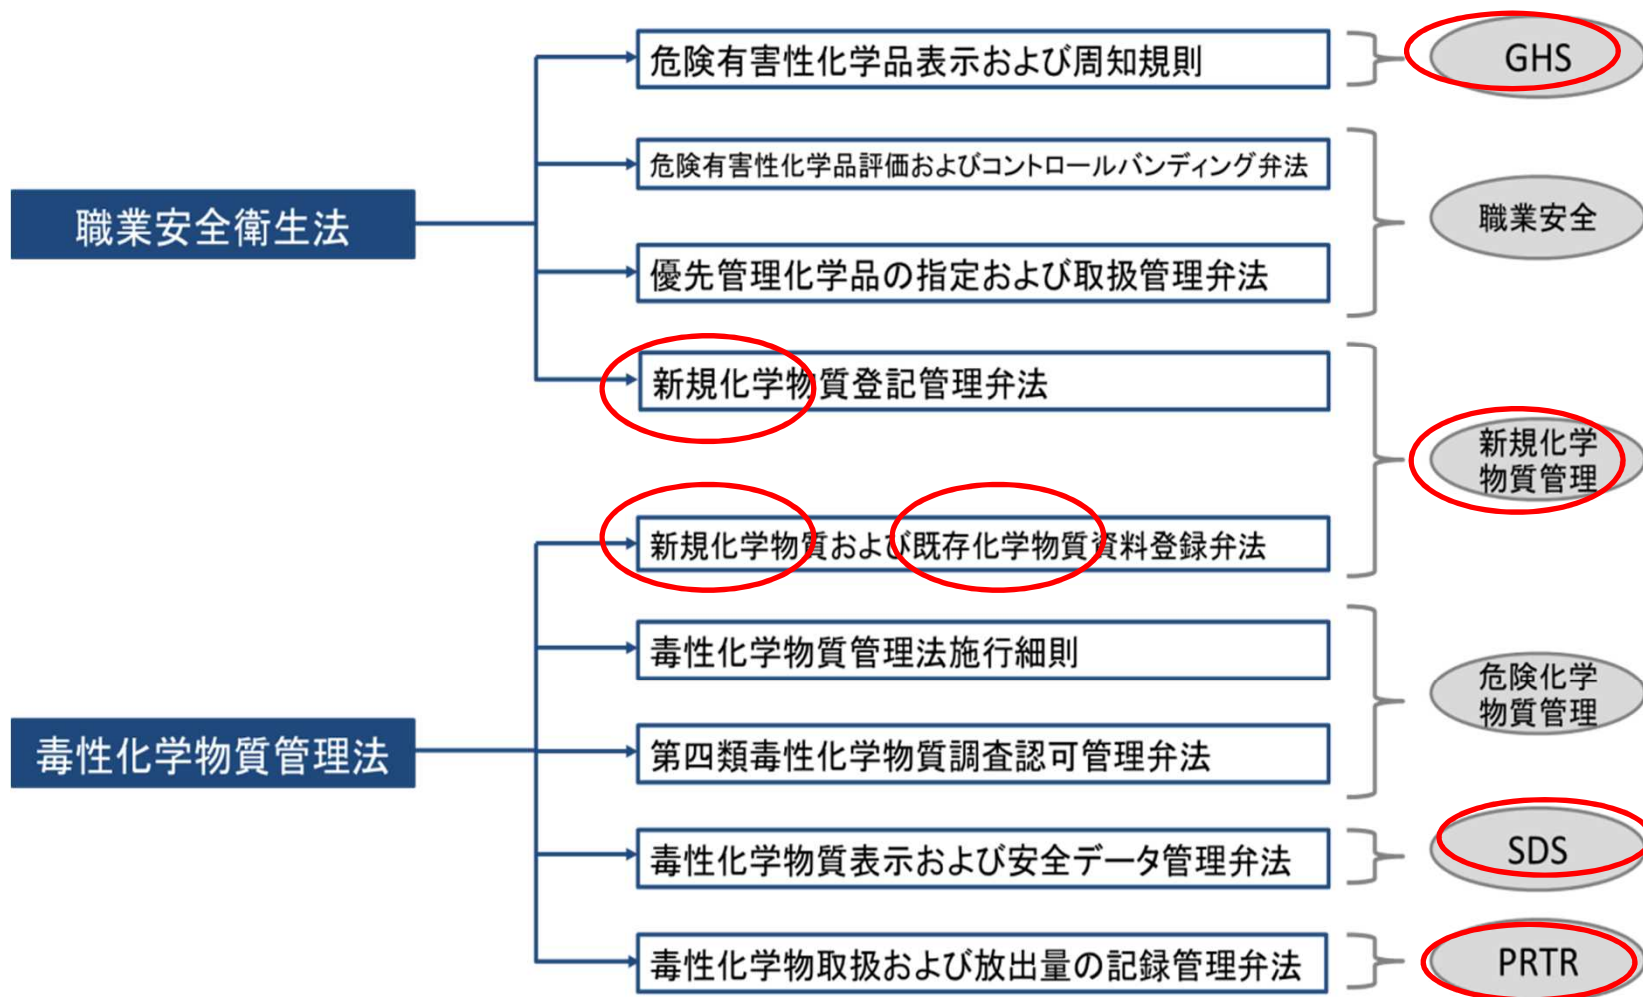 危険有害性化学品表示および周知規則
GHS
危険有害性化学品評価およびコントロールバンディング弁法
職業安全衛生法
職業安全
優先管理化学品の指定および取扱管理弁法
新規化学物質登記管理弁法
新規化学
物質管理
新規化学物質および既存化学物質資料登録弁法
毒性化学物質管理法施行細則
危険化学
物質管理
毒性化学物質管理法
第四類毒性化学物質調査認可管理弁法
毒性化学物質表示および安全データ管理弁法
SDS
毒性化学物取扱および放出量の記録管理弁法
PRTR